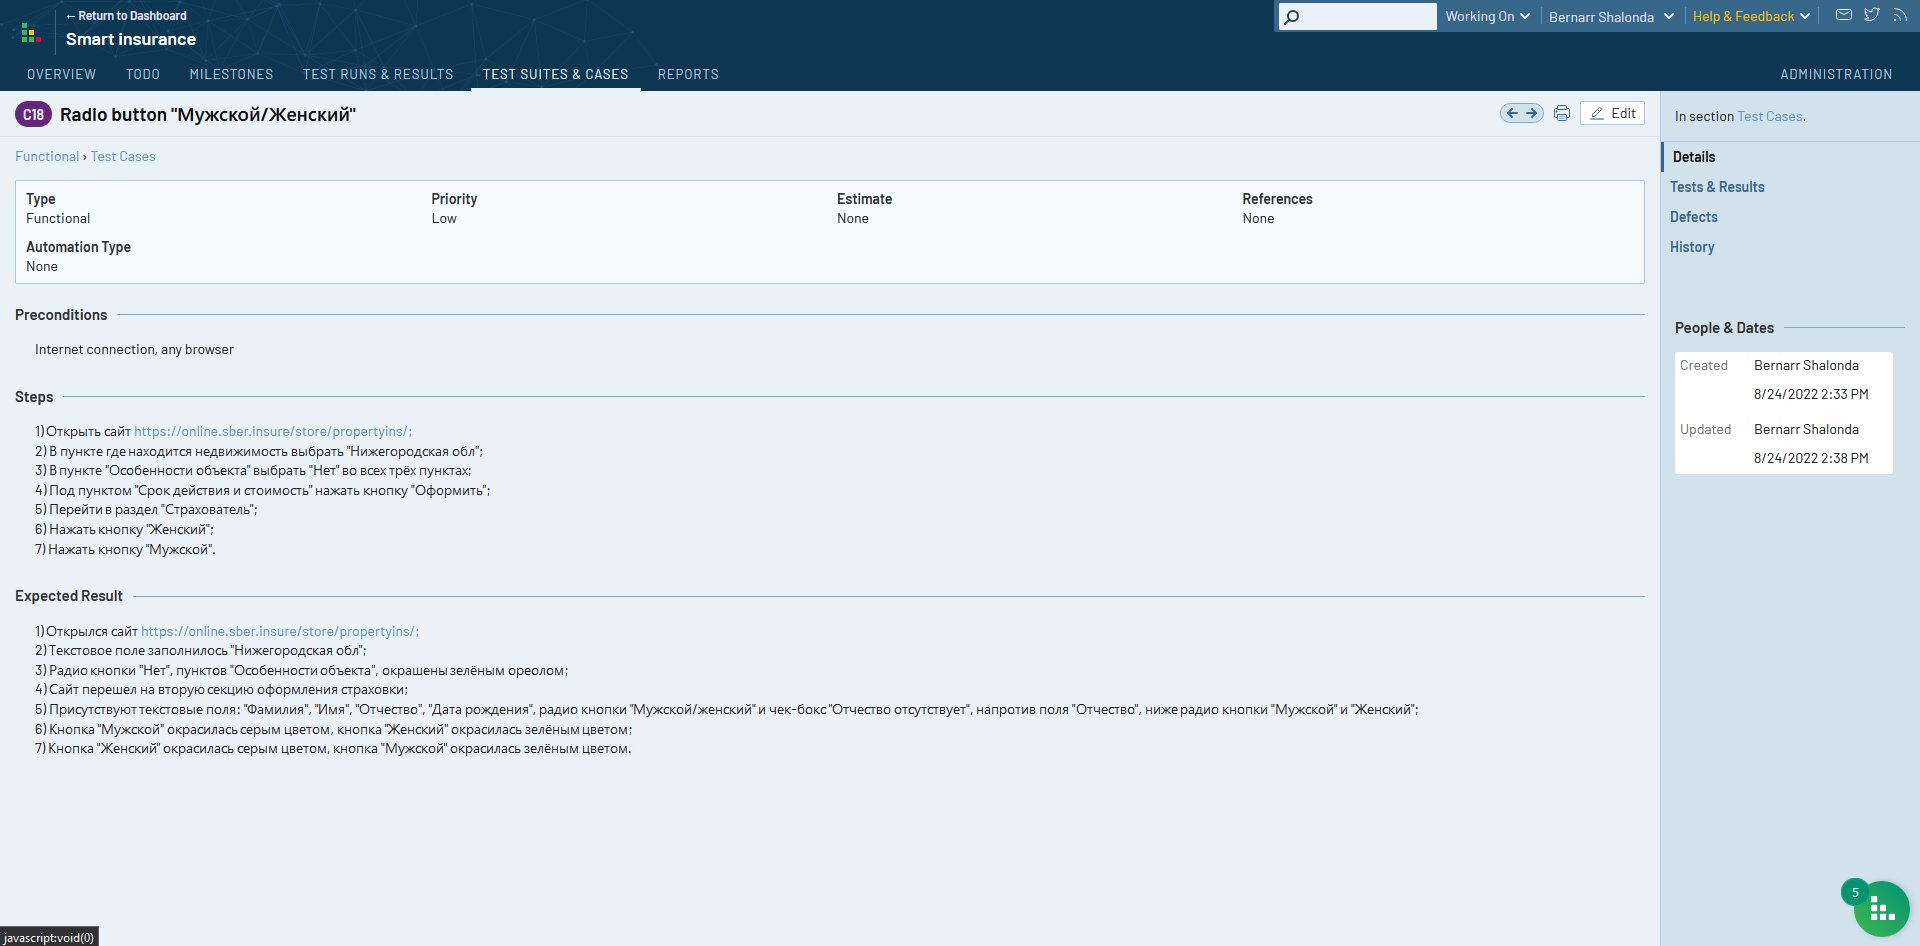 ←Return to Dashboard
Smart insurance
Working On
Bernarr Shalonda
Help & Feedback
OVERVIEW
TODO
MILESTONES
TEST RUNS & RESULTS
TEST SUITES & CASES
REPORTS
ADMINISTRATION
C18
Radio button "Мужской/Женский"
Edit
Functional › Test Cases
Type
Functional
Priority
Low
Estimate
None
References
None
Automation Type
None
Preconditions
Internet connection, any browser
Steps
1) Открыть сайт https://online.sber.insure/store/propertyins/;
2) В пункте где находится недвижимость выбрать "Нижегородская обл";
3) В пункте "Особенности объекта" выбрать "Нет" во всех трёх пунктах;
4) Под пунктом "Срок действия и стоимость" нажать кнопку "Оформить";
5) Перейти в раздел "Страхователь";
6) Нажать кнопку "Женский";
7) Нажать кнопку "Мужской".
Expected Result
1) Открылся сайт https://online.sber.insure/store/propertyins/;
2) Текстовое поле заполнилось "Нижегородская обл";
3) Радио кнопки "Нет", пунктов "Особенности объекта", окрашены зелёным ореолом;
4) Сайт перешел на вторую секцию оформления страховки;
5) Присутствуют текстовые поля: "Фамилия", "Имя", "Отчество", "Дата рождения", радио кнопки "Мужской/женский" и чек-бокс "Отчество отсутствует", напротив поля "Отчество", ниже радио кнопки "Мужской" и "Женский";
6) Кнопка "Мужской" окрасилась серым цветом, кнопка "Женский" окрасилась зелёным цветом;
7) Кнопка "Женский" окрасилась серым цветом, кнопка "Мужской" окрасилась зелёным цветом.
In section Test Cases.
Details
Tests & Results
Defects
History
People & Dates
Created
Bernarr Shalonda
8/24/2022 2:33 PM
Updated
Bernarr Shalonda
8/24/2022 2:38 PM
5
javascript:void(0)